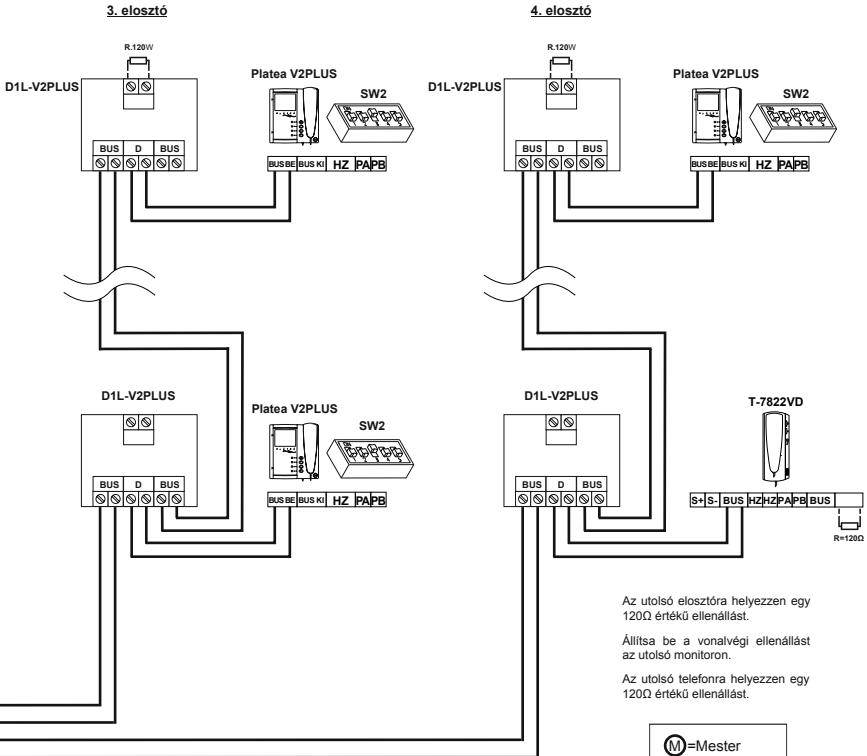 3. elosztó
4. elosztó
R.120W
R.120W
D1L-V2PLUS
Platea V2PLUS
SW2
D1L-V2PLUS
Platea V2PLUS
SW2
BUS D BUS
BUS BE BUS KI HZ PA PB
BUS D BUS
BUS BE BUS KI HZ PA PB
D1L-V2PLUS
Platea V2PLUS
SW2
D1L-V2PLUS
T-7822VD
BUS D BUS
BUS BE BUS KI HZ PA PB
BUS D BUS
S+ S- BUS HZ HZ PA PB BUS
R=120Ω
Az utolsó elosztóra helyezzen egy
120Ω értékű ellenállást.
Állítsa be a vonalvégi ellenállást
az utolsó monitoron.
Az utolsó telefonra helyezzen egy
120Ω értékű ellenállást.
M=Mester